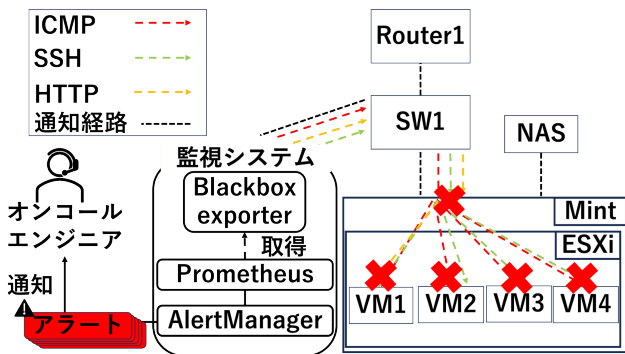 ICMP
SSH
HTTP
通知経路
Router1
SW1
NAS
監視システム
Blackbox
exporter
取得
Prometheus
AlertManager
オンコール
エンジニア
通知
アラート
Mint
ESXi
VM1
VM2
VM3
VM4